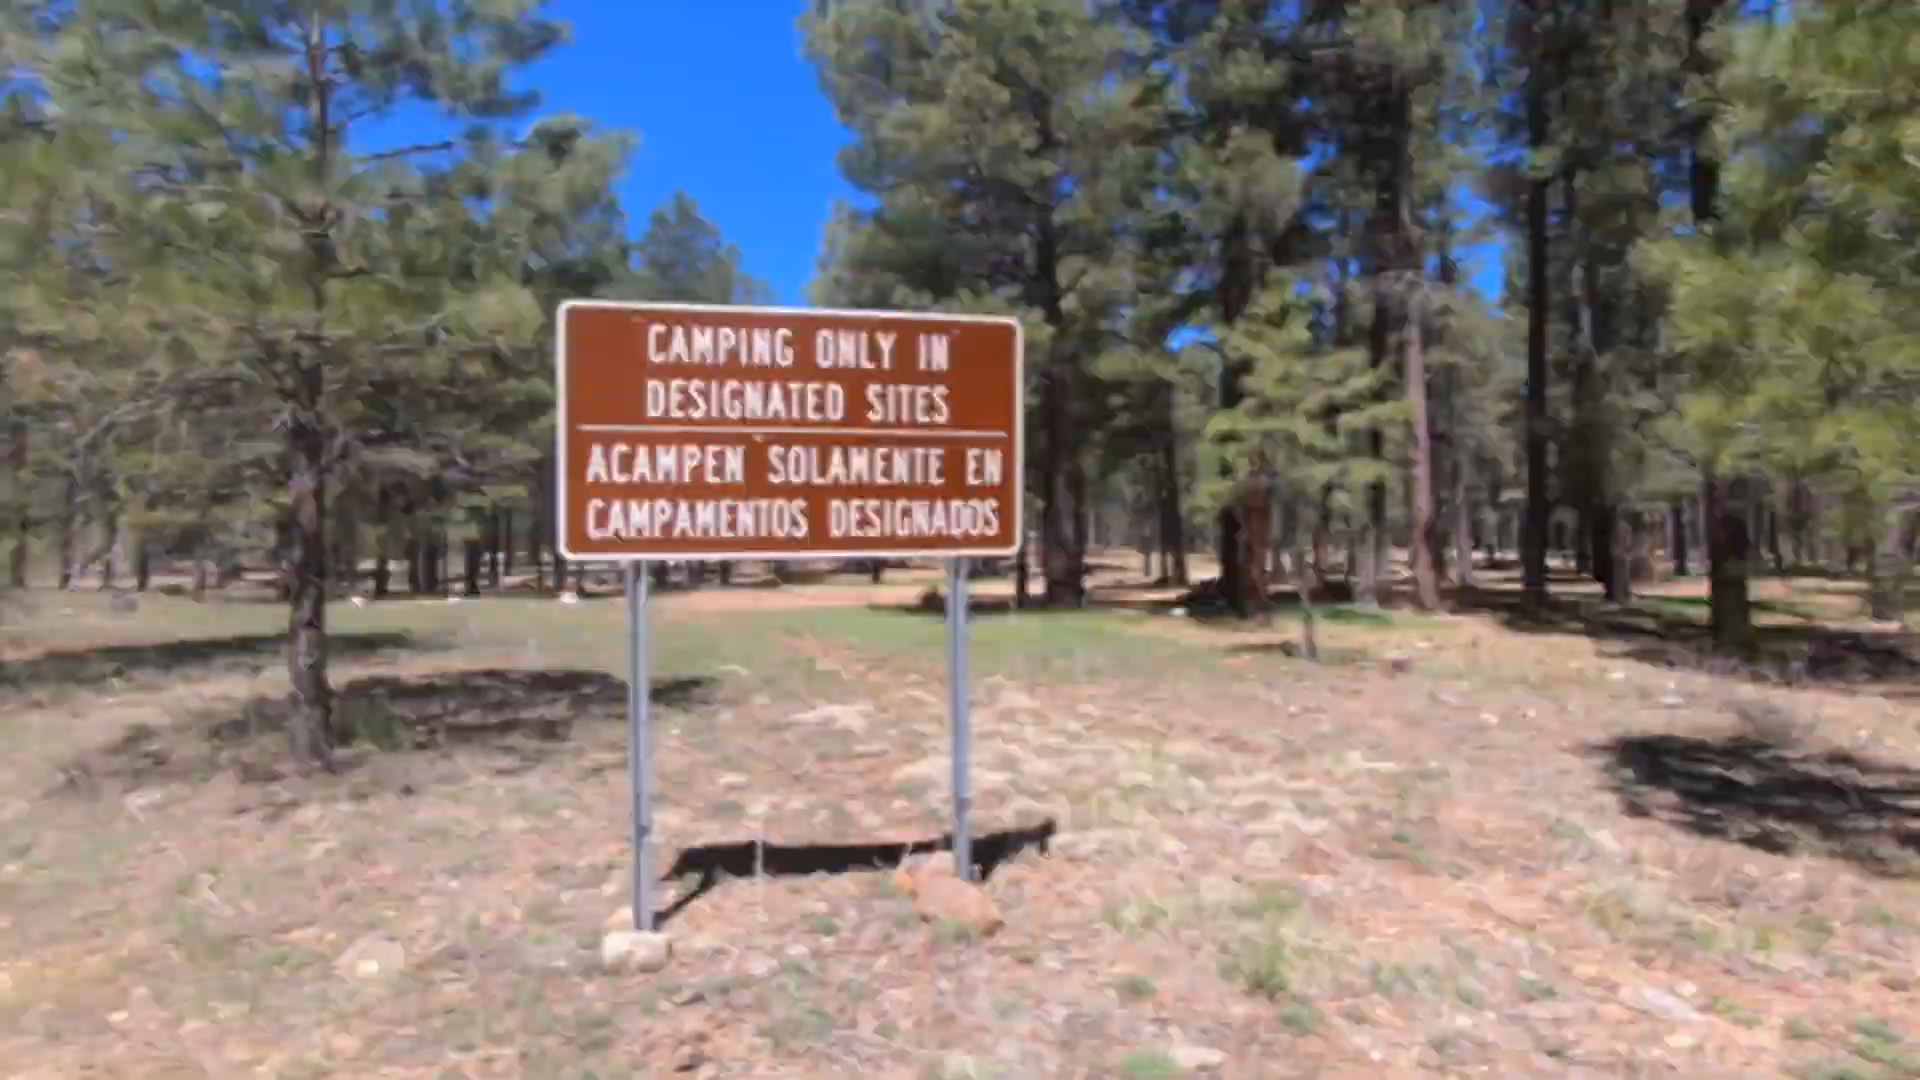 CAMPING ONLY IN
DESIGNATED SITES
ACAMPEN SOLAMENTE EN
CAMPAMENTOS DESIGNADOS